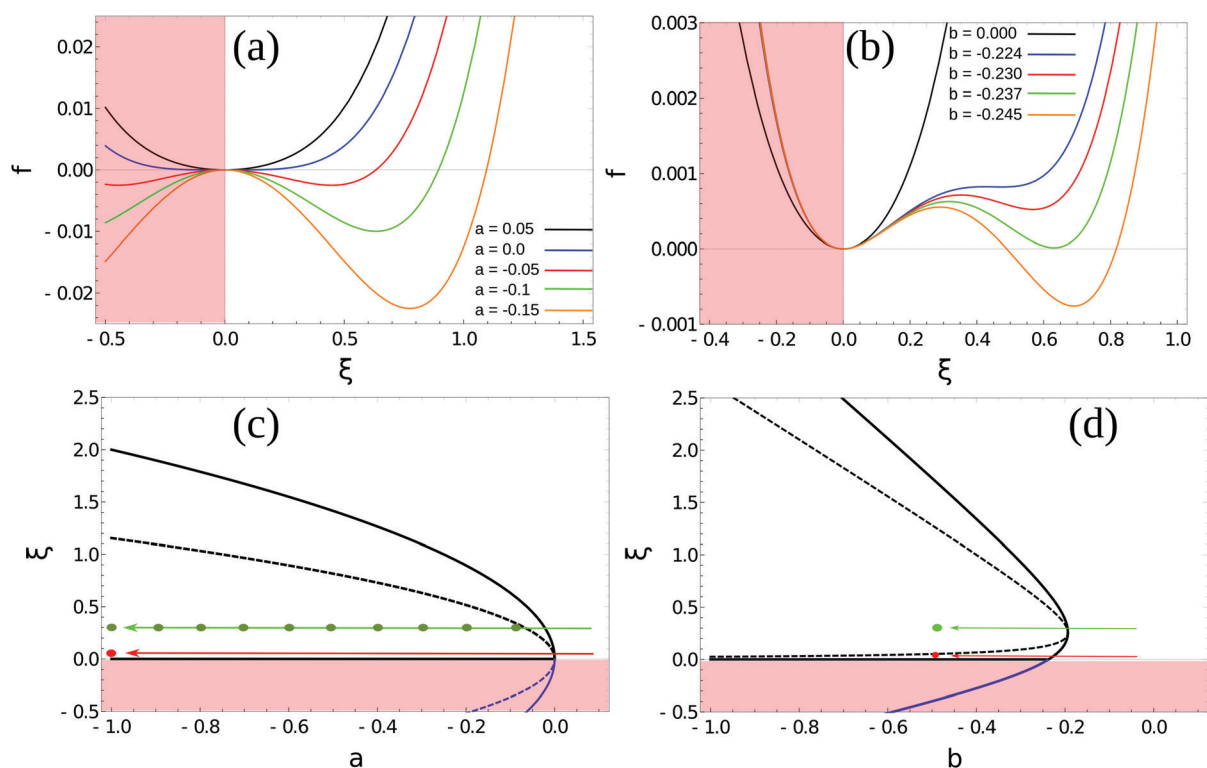 (a)
0.02
0.01
0.00
- 0.01
- 0.02
f
- 0.5
0.0
0.5
1.0
1.5
ξ
a = 0.05
a = 0.0
a = -0.05
a = -0.1
a = -0.15
(b)
0.003
0.002
0.001
0.000
-0.001
f
- 0.4
- 0.2
0.0
0.2
0.4
0.6
0.8
1.0
ξ
b = 0.000
b = -0.224
b = -0.230
b = -0.237
b = -0.245
(c)
2.5
2.0
1.5
1.0
0.5
0.0
- 0.5
ξ
- 1.0
- 0.8
- 0.6
- 0.4
- 0.2
0.0
a
(d)
2.5
2.0
1.5
1.0
0.5
0.0
- 0.5
ξ
- 1.0
- 0.8
- 0.6
- 0.4
- 0.2
0.0
b